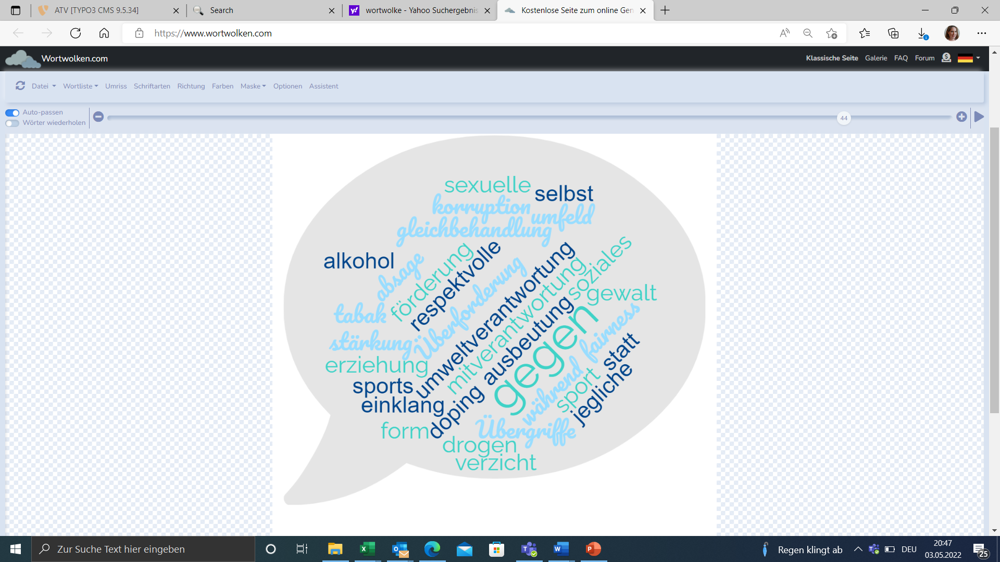 ATV [TYPO3 CMS 9.5.34]
Search
wortwolke - Yahoo Suchergebnis
Kostenlose Seite zum online Gen
https://www.wortwolken.com
Wortwolken.com
Klassische Seite Galerie FAQ Forum
Datei Wortliste Umriss Schriftarten Richtung Farben Maske Optionen Assistent
Auto-passen
Wörter wiederholen
44
sexuelle
selbst
korruption
umfeld
gleichbehandlung
alkohol
absage
förderung
respektvolle
Überforderung
umweltverantwortung
mitverantwortung
soziales
gewalt
tabak
stärkung
erziehung
ausbeutung
gegen
fairness
statt
sports
einklang
doping
während
sport
jegliche
form
Übergriffe
drogen
verzicht
Zur Suche Text hier eingeben
Regen klingt ab
DEU
20:47
03.05.2022
25